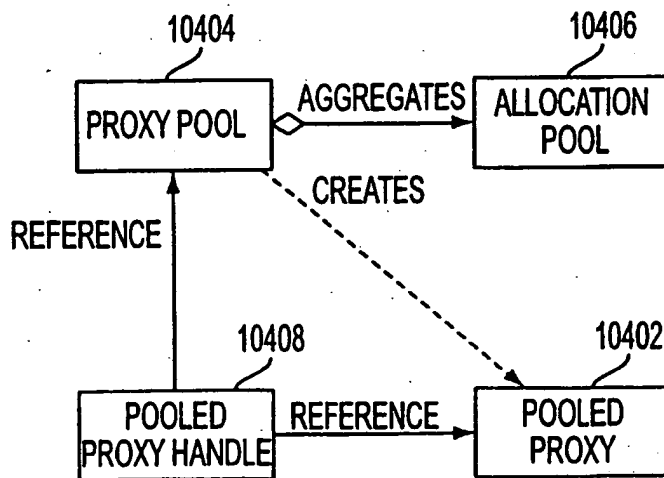 10404
10406
PROXY POOL
AGGREGATES
ALLOCATION
POOL
CREATES
REFERENCE
10408
10402
POOLED
PROXY HANDLE
REFERENCE
POOLED
PROXY